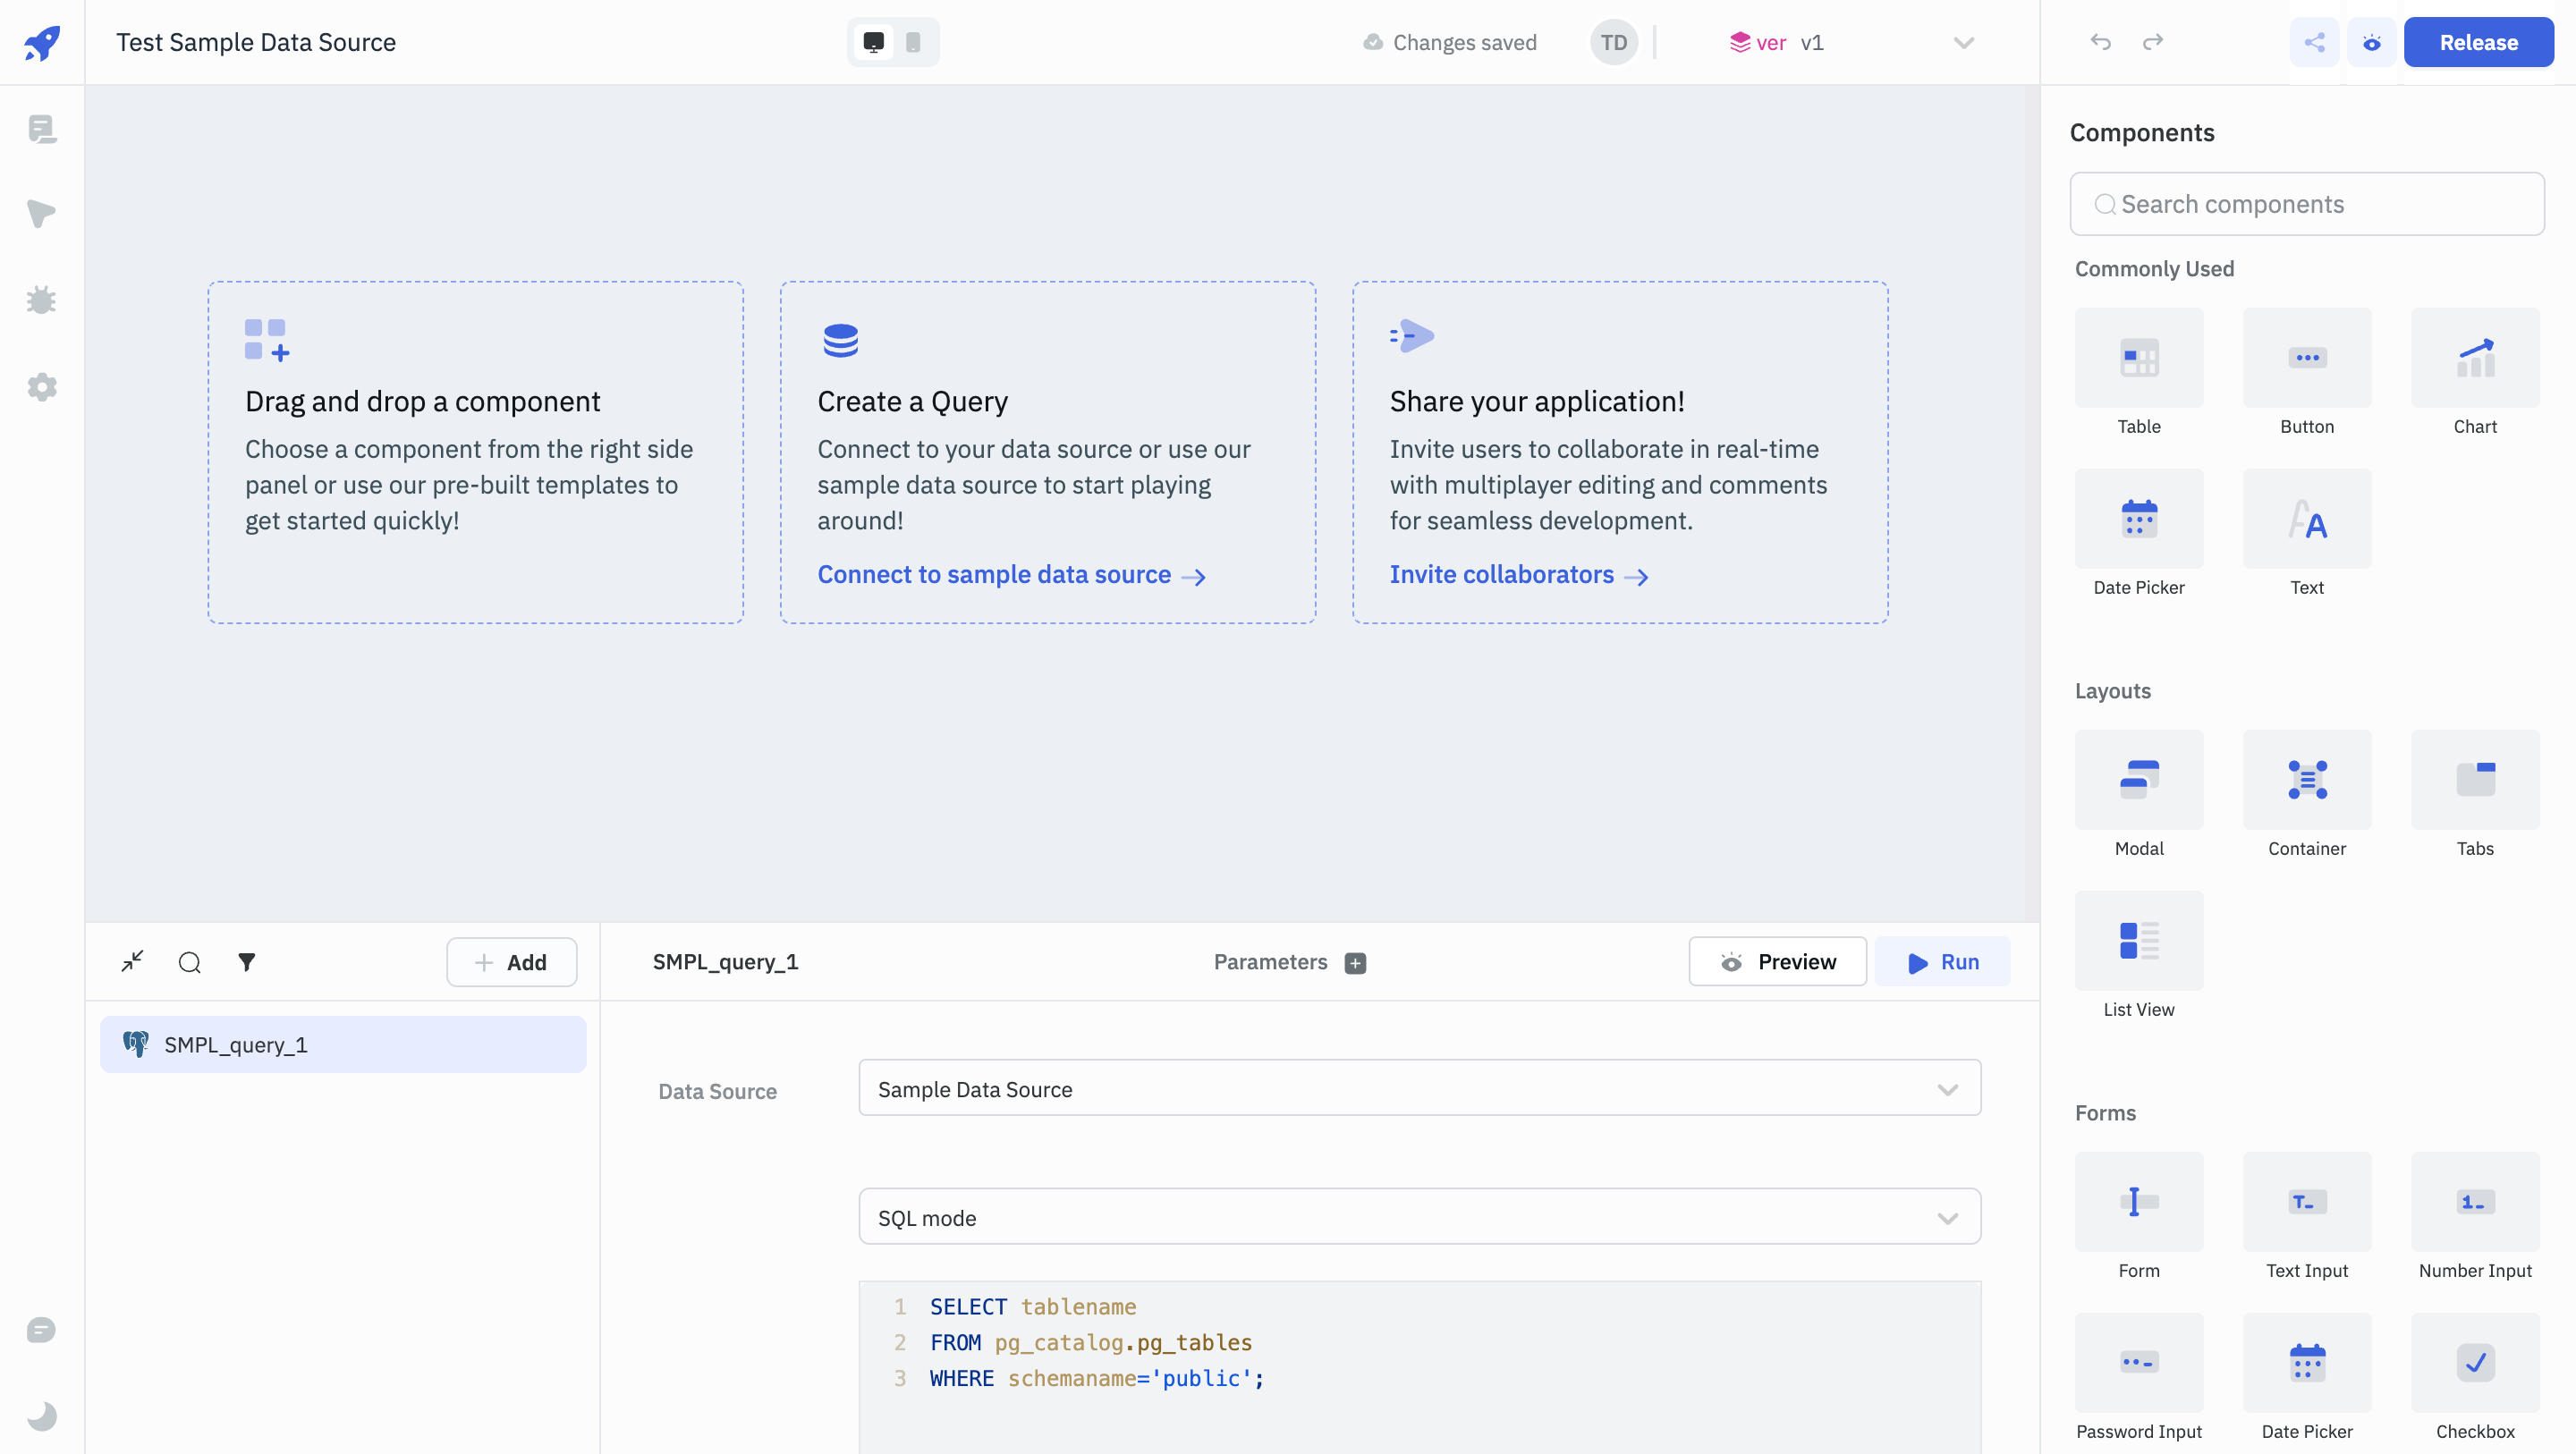 Test Sample Data Source
Changes saved
TD
ver v1
Release
Components
Search components
Commonly Used
Table
Button
Chart
Date Picker
Text
Layouts
Modal
Container
Tabs
List View
Forms
Form
Text Input
Number Input
Password Input
Date Picker
Checkbox
Drag and drop a component
Choose a component from the right side
panel or use our pre-built templates to
get started quickly!
Create a Query
Connect to your data source or use our
sample data source to start playing
around!
Connect to sample data source →
Share your application!
Invite users to collaborate in real-time
with multiplayer editing and comments
for seamless development.
Invite collaborators →
+ Add
SMPL_query_1
SMPL_query_1
Parameters +
Preview
Run
Data Source
Sample Data Source
SQL mode
1 SELECT tablename
2 FROM pg_catalog.pg_tables
3 WHERE schemaname='public';